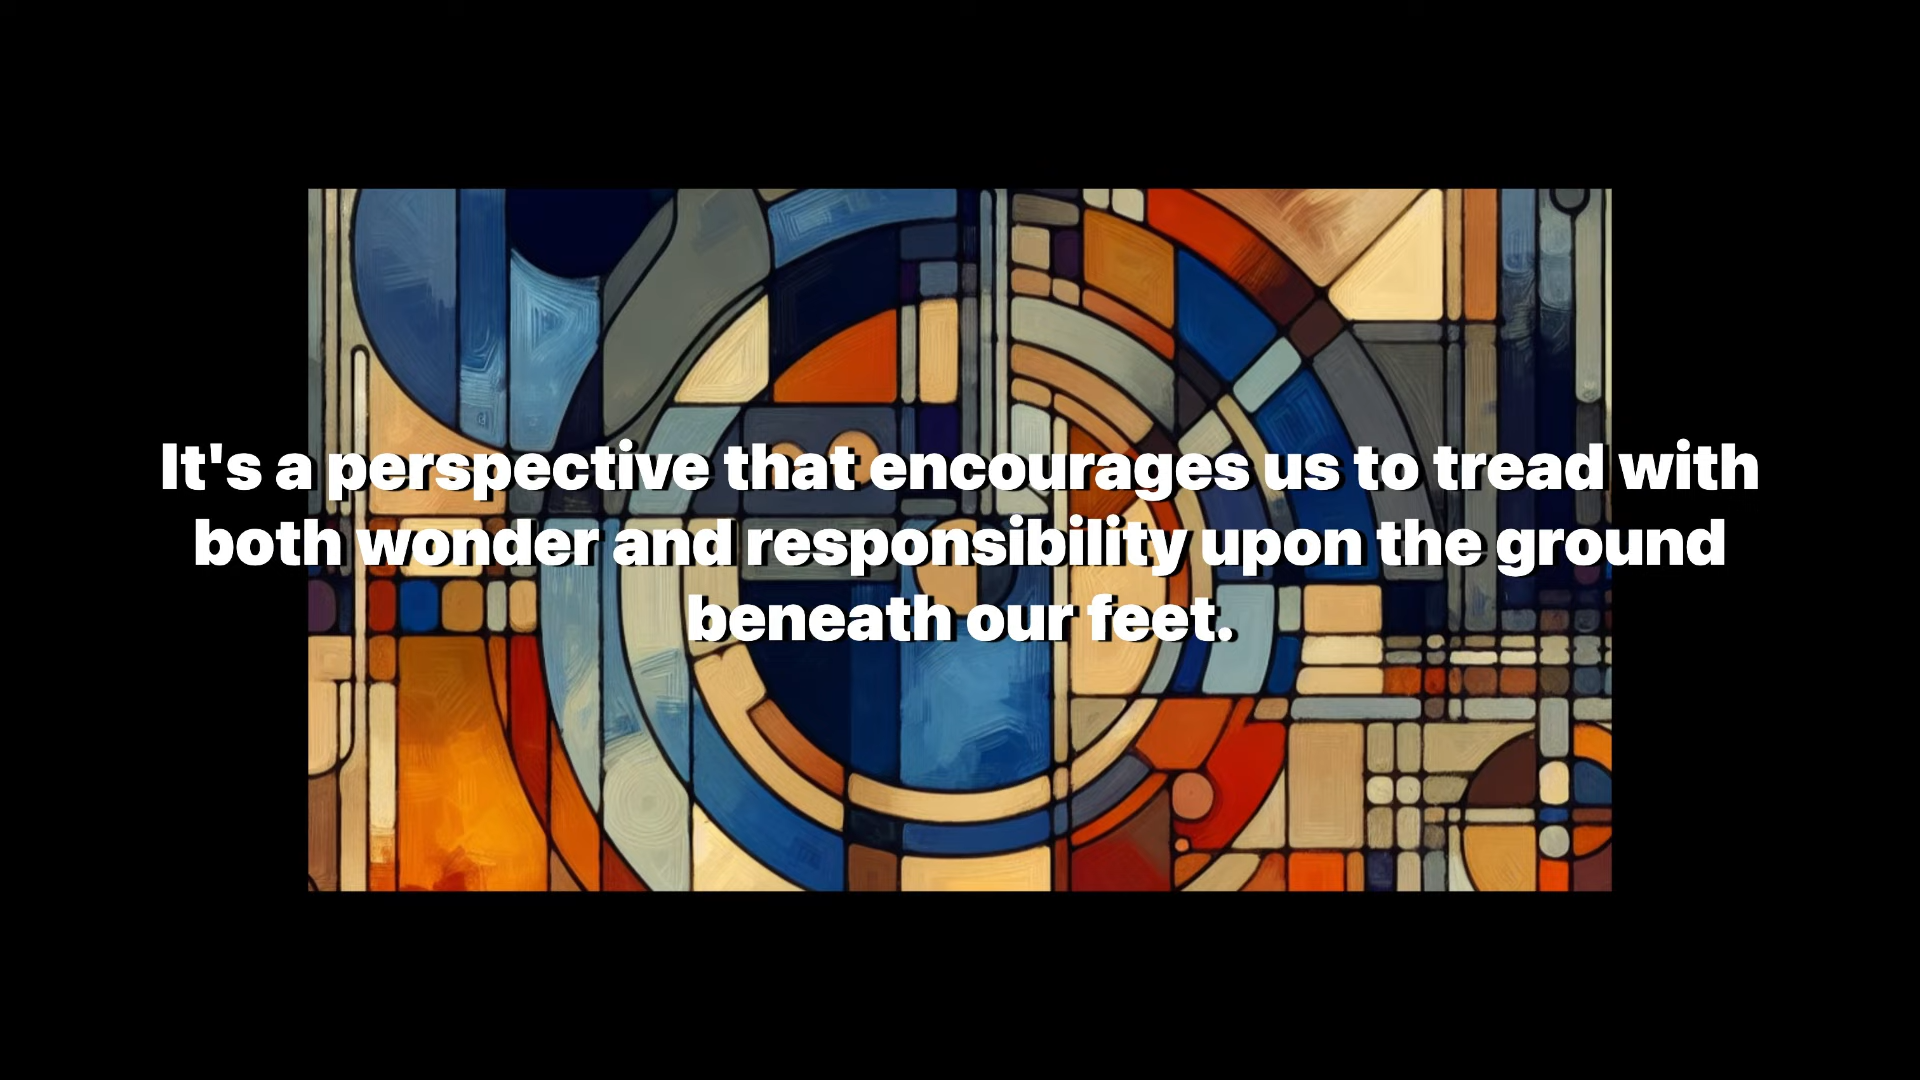 It's a perspective that encourages us to tread with
both wonder and responsibility upon the ground
beneath our feet.